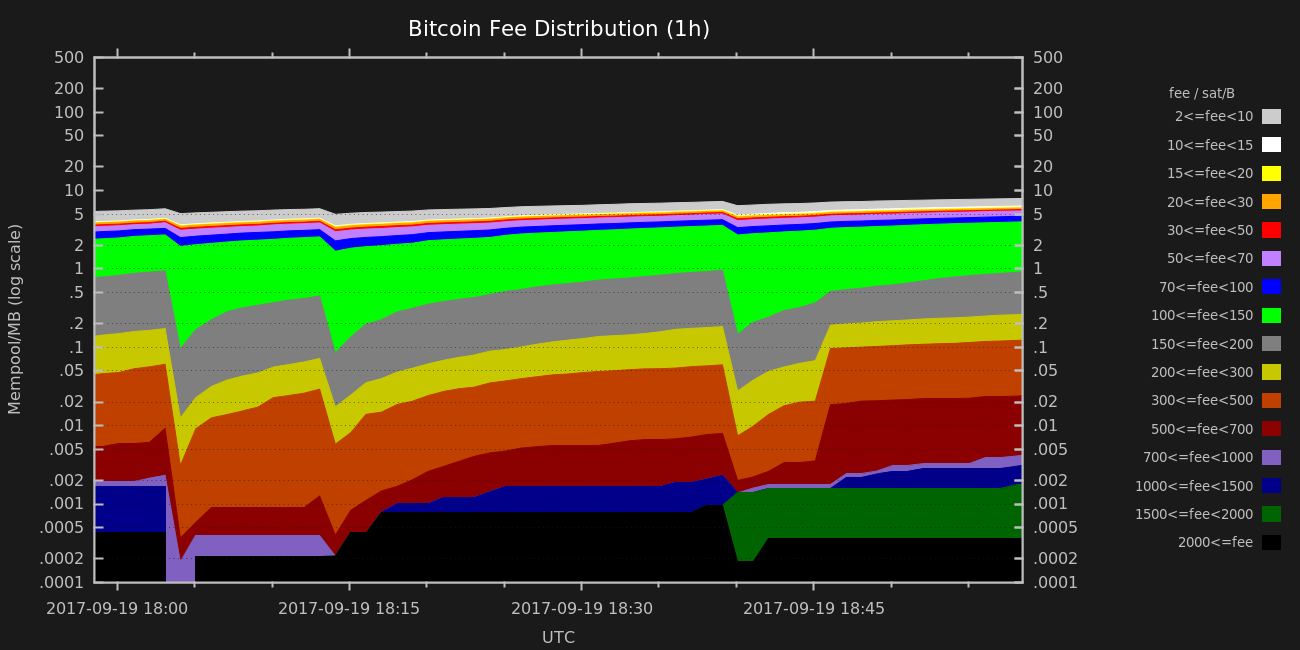 Bitcoin Fee Distribution (1h)
Mempool/MB (log scale)
500
200
100
50
20
10
5
2
1
.5
.2
.1
.05
.02
.01
.005
.002
.001
.0005
.0002
.0001
500
200
100
50
20
10
5
2
1
.5
.2
.1
.05
.02
.01
.005
.002
.001
.0005
.0002
.0001
2017-09-19 18:00 2017-09-19 18:15 2017-09-19 18:30 2017-09-19 18:45
UTC
fee / sat/B
2<=fee<10
10<=fee<15
15<=fee<20
20<=fee<30
30<=fee<50
50<=fee<70
70<=fee<100
100<=fee<150
150<=fee<200
200<=fee<300
300<=fee<500
500<=fee<700
700<=fee<1000
1000<=fee<1500
1500<=fee<2000
2000<=fee